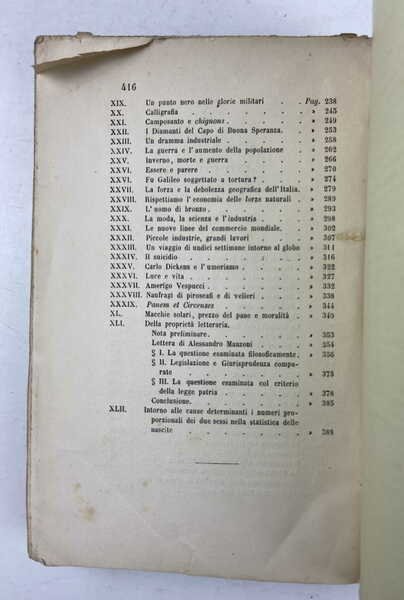 416
XIX. Un punto nero nelle glorie militari . . Pag. 238
XX. Calligrafia . . . . . . . » 245
XXI. Camposanto e chignons . . . . . » 249
XXII. I Diamanti del Capo di Buona Speranza. . » 253
XXIII. Un dramma industriale . . . . . » 258
XXIV. La guerra e l'aumento della popolazione . » 262
XXV. Inverno, morte e guerra . . . . » 266
XXVI. Essere e parere . . . . . . » 270
XXVI. Fu Galileo soggettato a tortura? . . . » 274
XXVII. La forza e la debolezza geografica dell'Italia. » 279
XXVIII. Rispettiamo l'economia delle forze naturali . » 289
XXIX. L'uomo di bronzo . . . . . . » 293
XXX. La moda, la scienza e l'industria . . . » 298
XXXI. Le nuove linee del commercio mondiale. . » 302
XXXII. Piccole industrie, grandi lavori . . . » 307
XXXIII. Un viaggio di undici settimane intorno al globo » 311
XXXIV. Il suicidio . . . . . . . » 316
XXXV. Carlo Dickens e l'umorismo . . . . » 322
XXXVI. Luce e vita . . . . . . . » 327
XXXVII. Amerigo Vespucci . . . . . . » 332
XXXVIII. Naufragi di piroscafi e di velieri . . . » 338
XXXIX. Panem et Circenses . . . . . » 344
XL. Macchie solari, prezzo del pane e moralità . » 349
XLI. Della proprietà letteraria.
Nota preliminare . . . . . . » 353
Lettera di Alessandro Manzoni . . . » 354
§ I. La questione esaminata filosoficamente. » 356
§ II. Legislazione e Giurisprudenza compa-
rate . . . . . . . . » 373
§ III. La questione esaminata col criterio
della legge patria . . . . . » 378
Conclusione. . . . . . . . » 385
XLII. Intorno alle cause determinanti i numeri pro-
porzionali dei due sessi nella statistica delle
nascite . . . . . . . . » 388